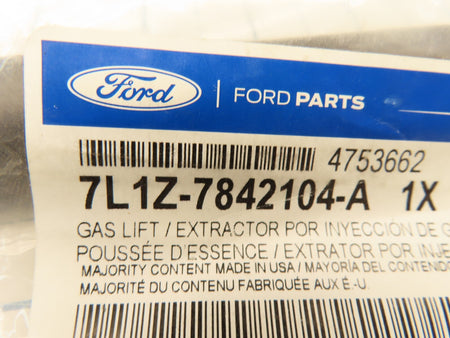 Ford | FORD PARTS
4753662
7L1Z-7842104-A 1X
GAS LIFT / EXTRACTOR POR INYECCION DE G
POUSSÉE D'ESSENCE / EXTRATOR POR INJE
MAJORITY CONTENT MADE IN USA / MAYORÍA DEL CONTENIDO
MAJORITÉ DU CONTENU FABRIQUÉE AUX É.-U.